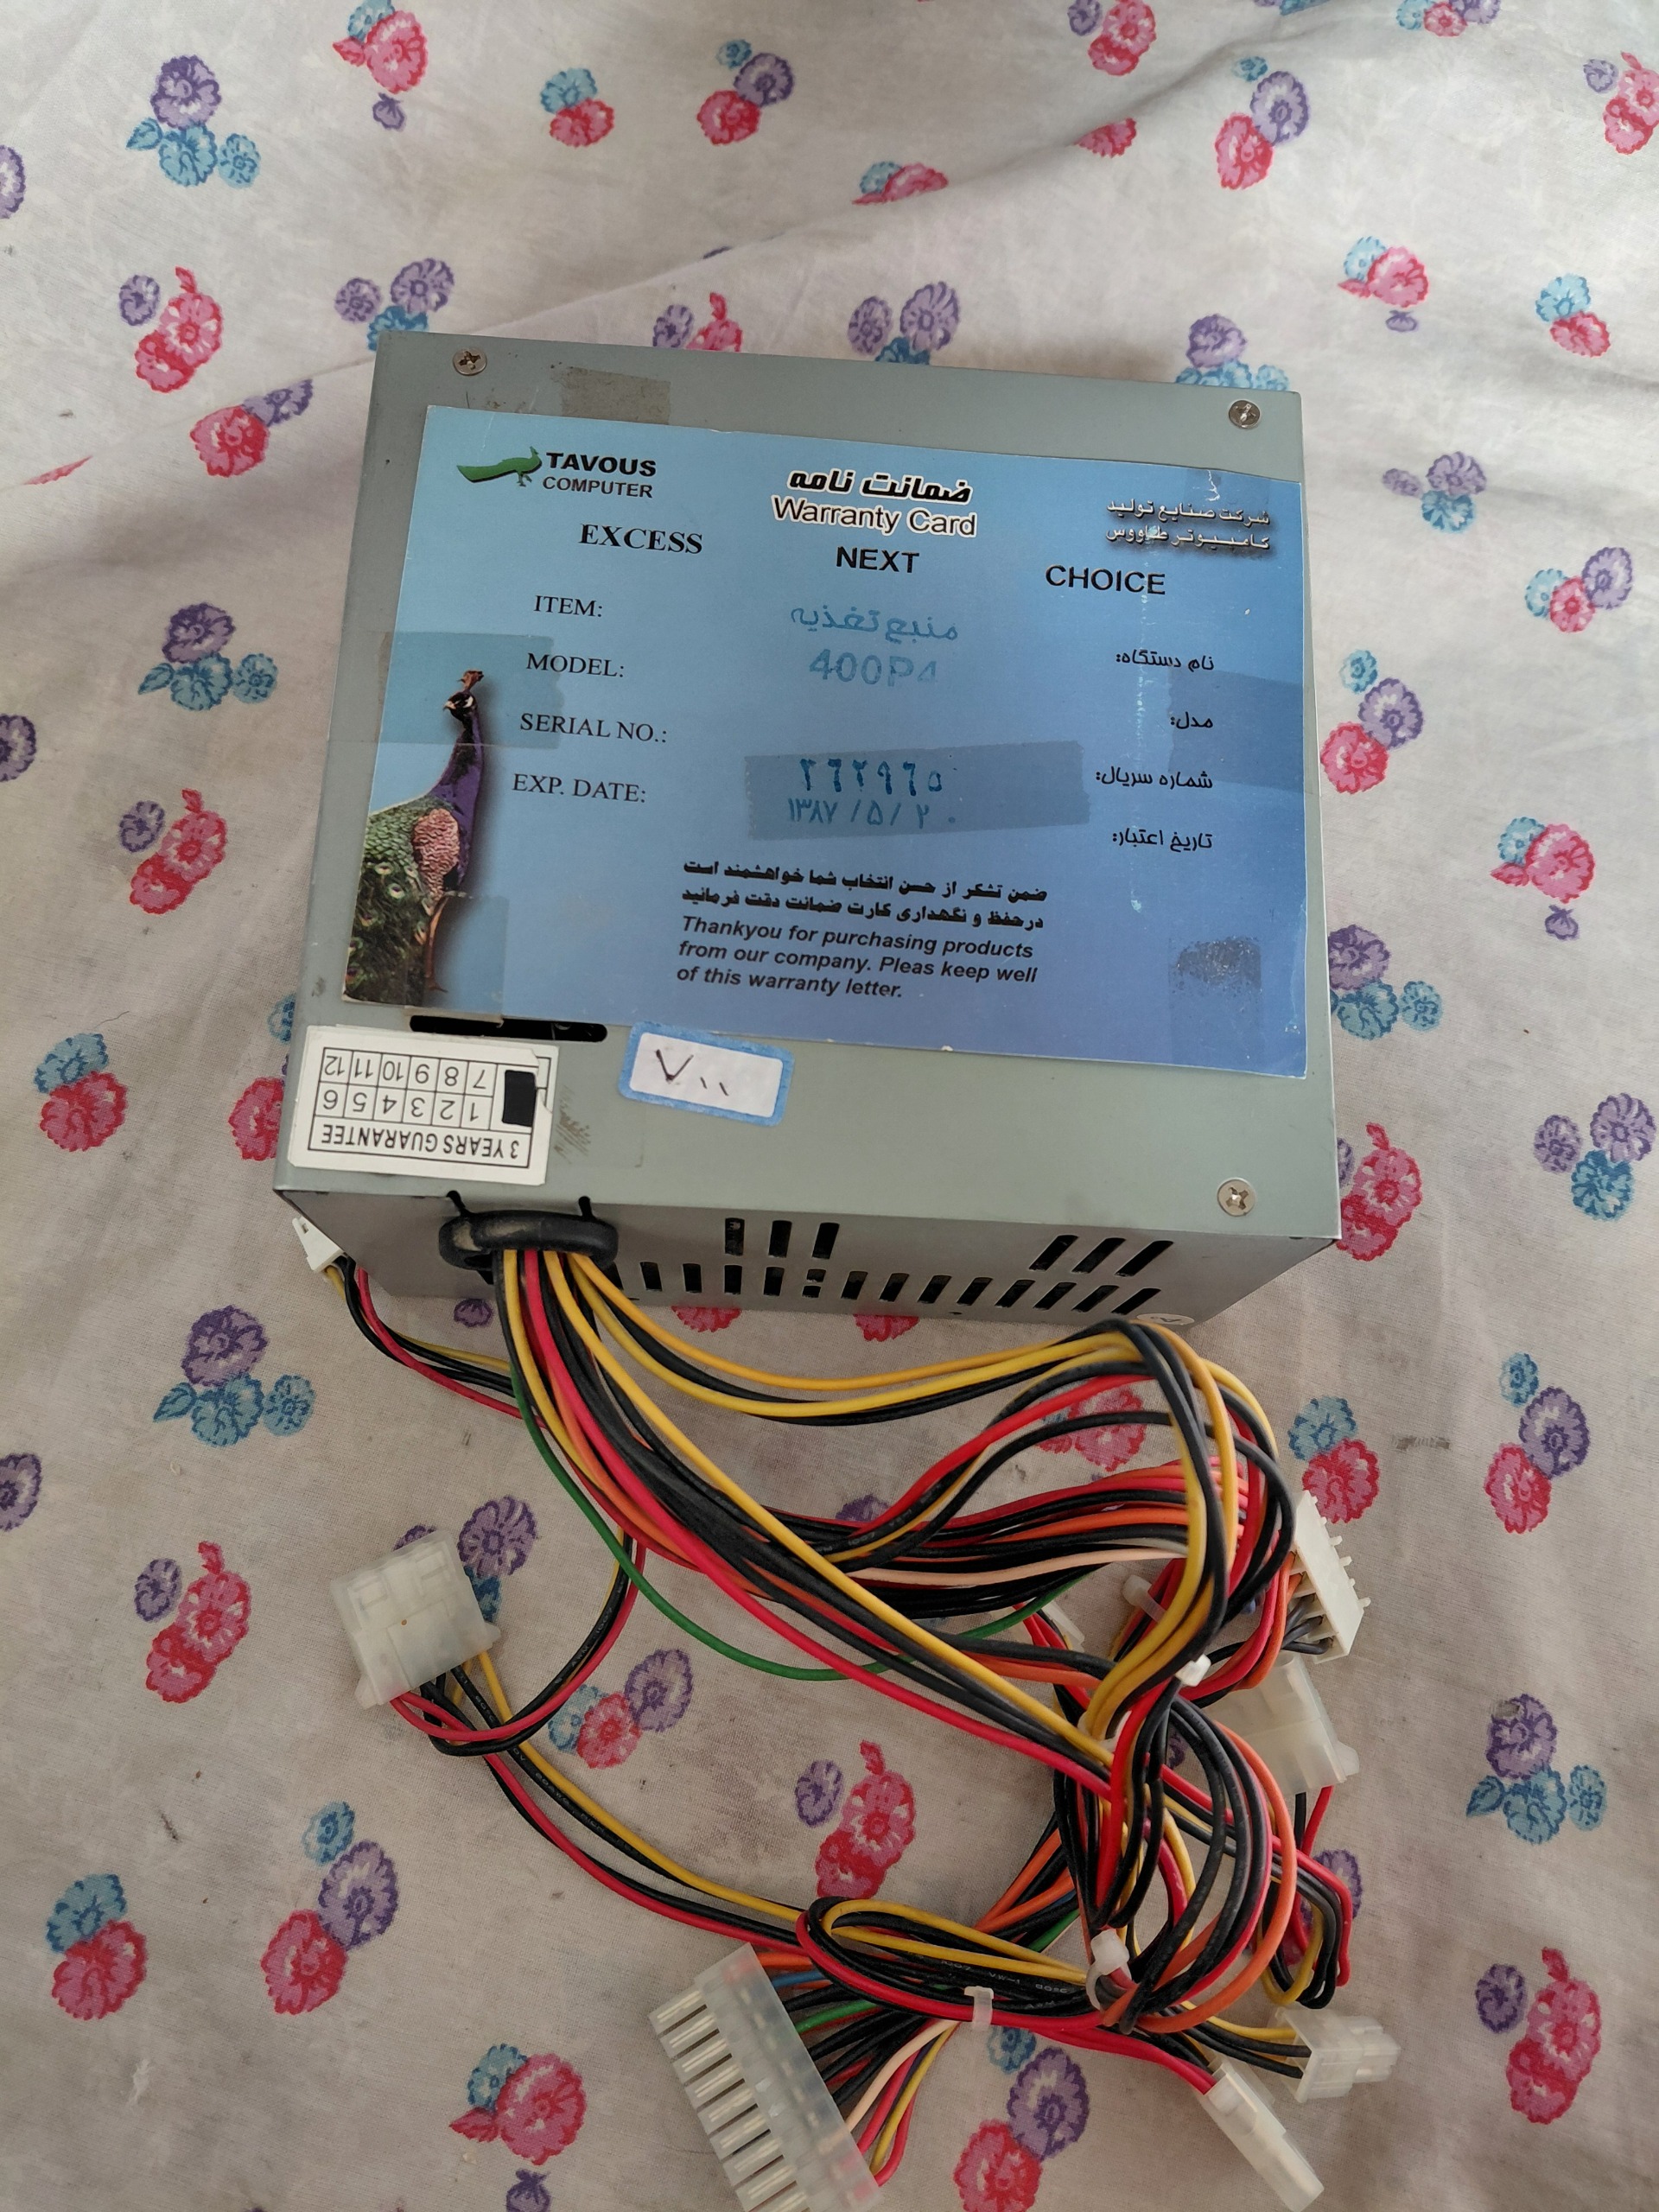 TAVOUS
COMPUTER
ضمانت نامه
Warranty Card
شرکت صنایع تولید
کامپیوتر طاووس
EXCESS
NEXT
CHOICE
ITEM:
منبع تغذیه
نام دستگاه:
MODEL:
400P4
مدل:
SERIAL NO.:
۲۶۲۹۶۵
شماره سریال:
EXP. DATE:
۱۳۸۷/۵/۲۰
تاریخ اعتبار:
ضمن تشکر از حسن انتخاب شما خواهشمند است
درحفظ و نگهداری کارت ضمانت دقت فرمائید
Thankyou for purchasing products
from our company. Pleas keep well
of this warranty letter.
3 YEARS GUARANTEE
1 2 3 4 5 6
7 8 9 10 11 12
۷۰۰